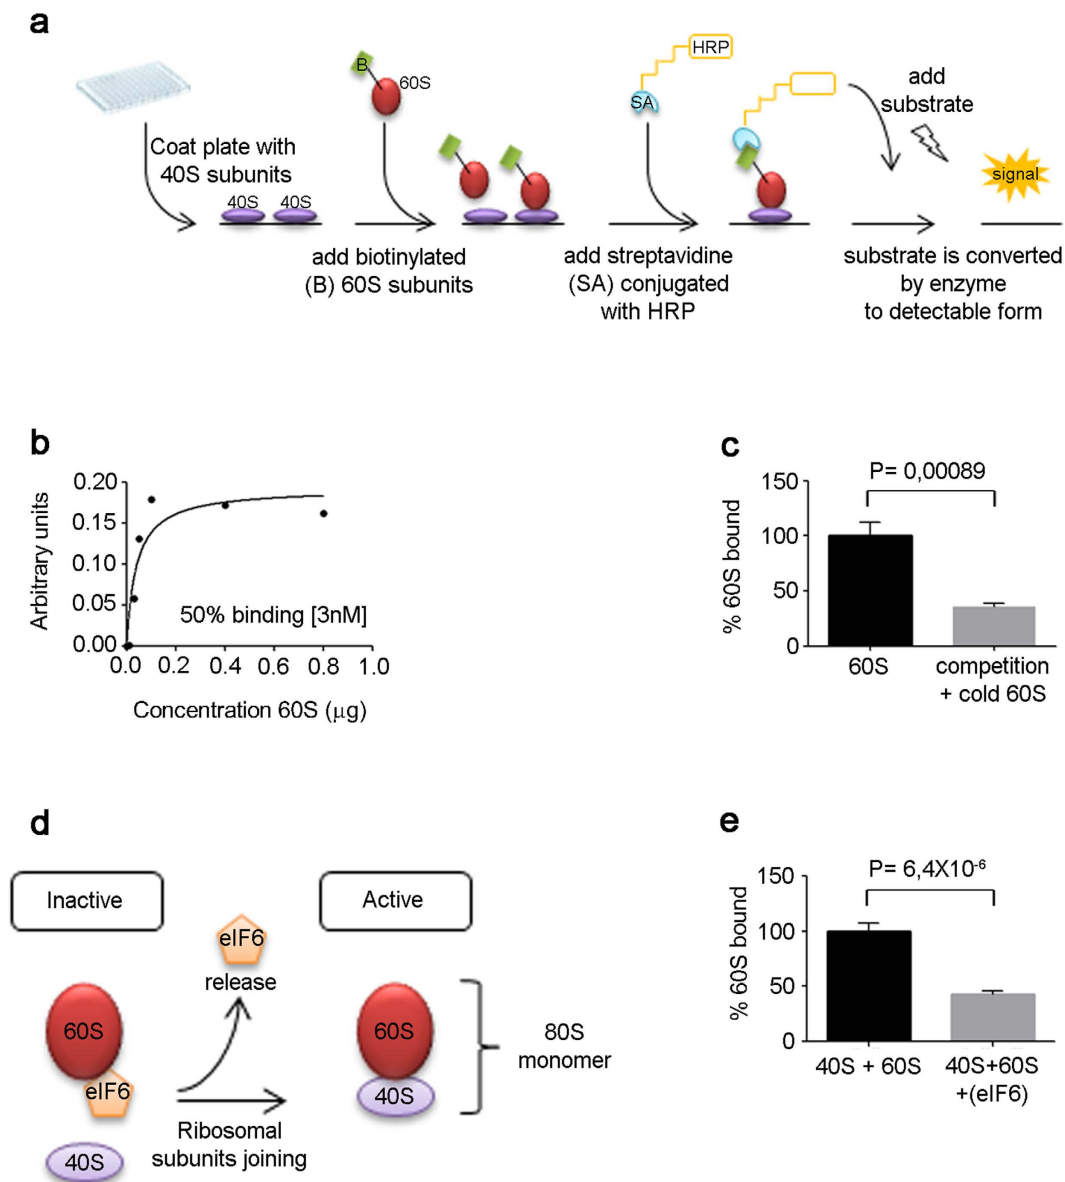 a
HRP
B
60S
SA
add
substrate
Coat plate with
40S subunits
signal
40S 40S
add biotinylated
(B) 60S subunits
add streptavidine
(SA) conjugated
with HRP
substrate is converted
by enzyme
to detectable form
b
Arbitrary units
0.20
0.15
0.10
0.05
0.00
50% binding [3nM]
0.0 0.2 0.4 0.6 0.8 1.0
Concentration 60S (μg)
c
P= 0,00089
% 60S bound
150
100
50
0
60S
competition
+ cold 60S
d
Inactive
Active
eIF6
release
60S
eIF6
40S
Ribosomal
subunits joining
60S
40S
80S
monomer
e
P= 6,4X10⁻⁶
% 60S bound
150
100
50
0
40S + 60S
40S+60S
+(eIF6)